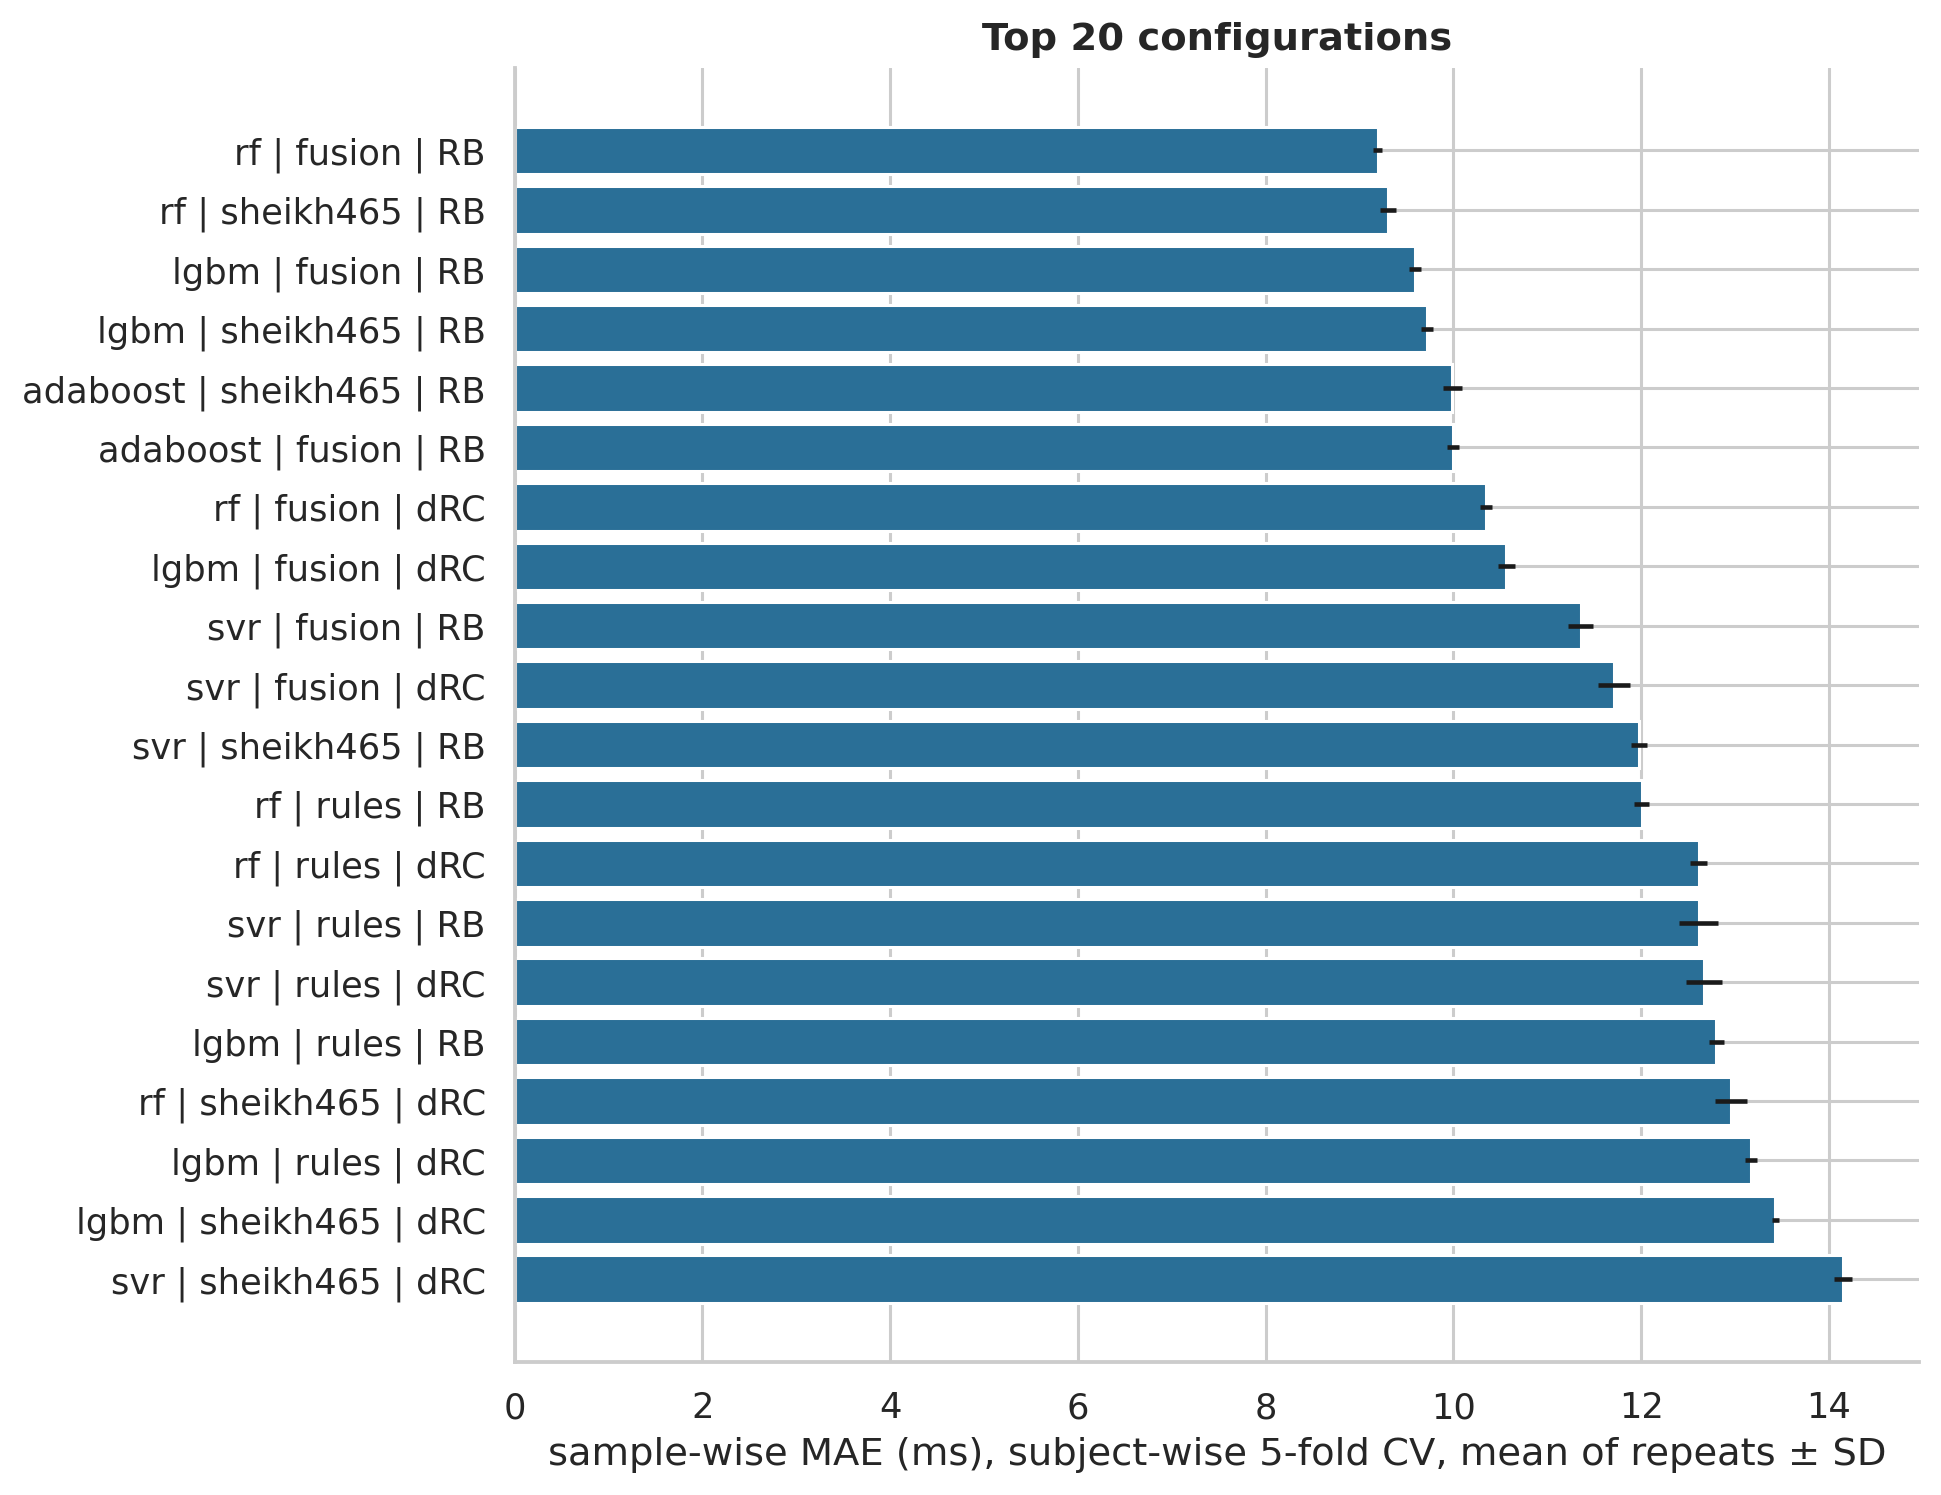 Top 20 configurations
rf | fusion | RB
rf | sheikh465 | RB
lgbm | fusion | RB
lgbm | sheikh465 | RB
adaboost | sheikh465 | RB
adaboost | fusion | RB
rf | fusion | dRC
lgbm | fusion | dRC
svr | fusion | RB
svr | fusion | dRC
svr | sheikh465 | RB
rf | rules | RB
rf | rules | dRC
svr | rules | RB
svr | rules | dRC
lgbm | rules | RB
rf | sheikh465 | dRC
lgbm | rules | dRC
lgbm | sheikh465 | dRC
svr | sheikh465 | dRC
0 2 4 6 8 10 12 14
sample-wise MAE (ms), subject-wise 5-fold CV, mean of repeats ± SD